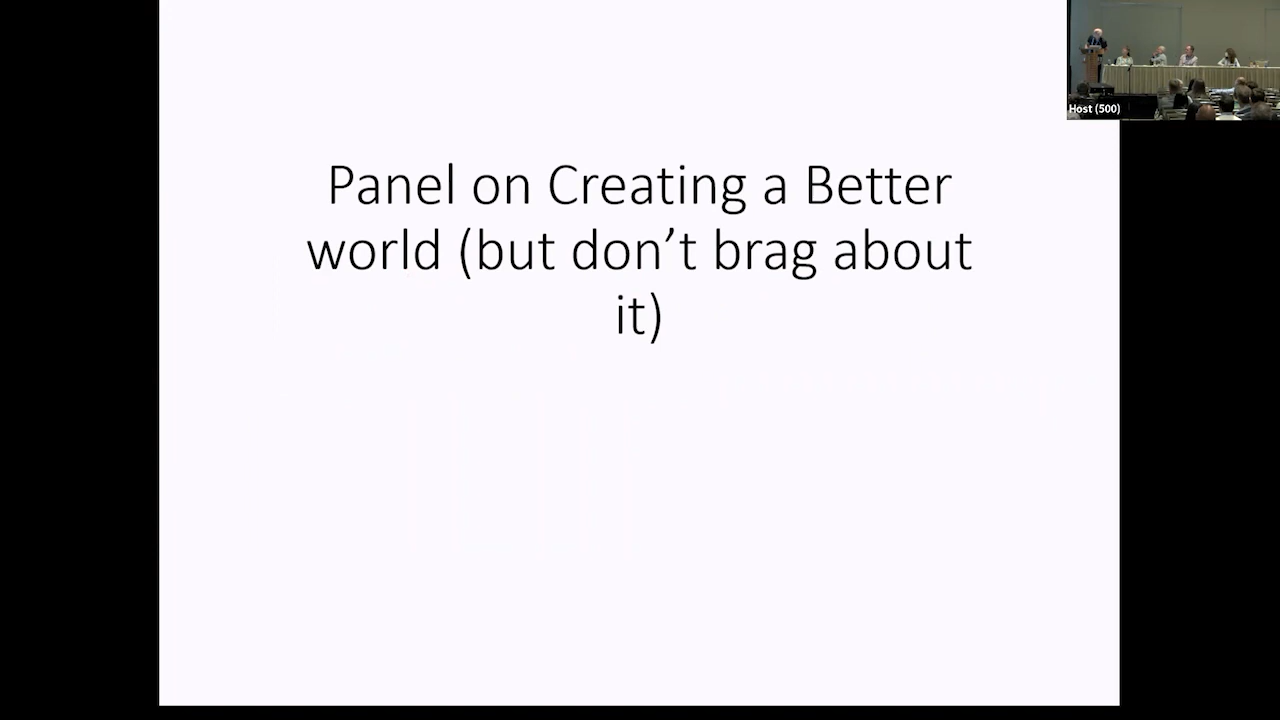 Panel on Creating a Better
world (but don’t brag about
it)
Host (500)